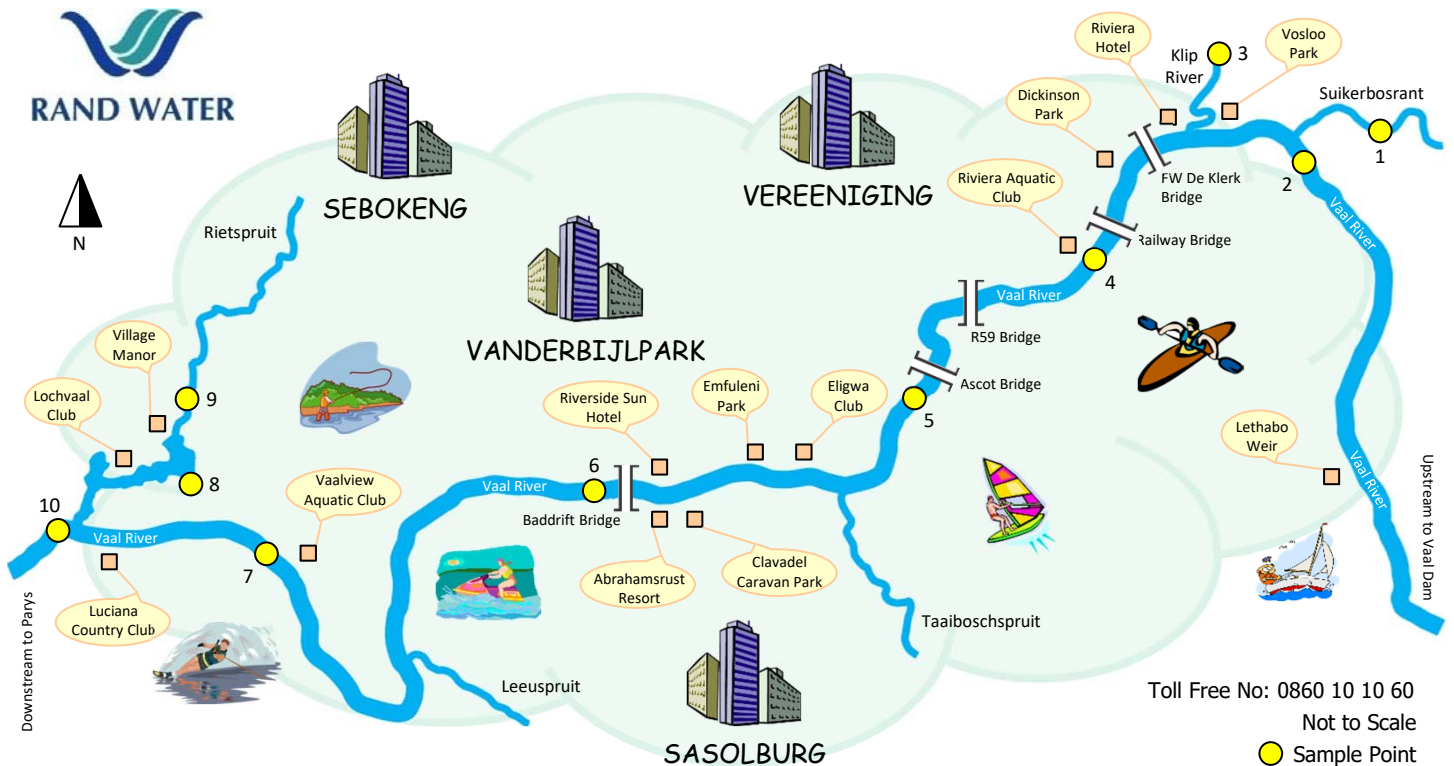 RAND WATER
N
SEBOKENG
VEREENIGING
VANDERBIJLPARK
SASOLBURG
Riviera
Hotel
Klip
River
3
Vosloo
Park
Suikerbosrant
1
2
Dickinson
Park
FW De Klerk
Bridge
Riviera Aquatic
Club
Railway Bridge
4
Vaal River
Vaal River
R59 Bridge
Ascot Bridge
5
Rietspruit
Village
Manor
Lochvaal
Club
9
8
10
Vaal River
7
Vaalview
Aquatic Club
Luciana
Country Club
Riverside Sun
Hotel
Emfuleni
Park
Eligwa
Club
6
Vaal River
Baddrift Bridge
Abrahamsrust
Resort
Clavadel
Caravan Park
Taaiboschspruit
Leeuspruit
Lethabo
Weir
Vaal River
Upstream to Vaal Dam
Downstream to Parys
Toll Free No: 0860 10 10 60
Not to Scale
Sample Point